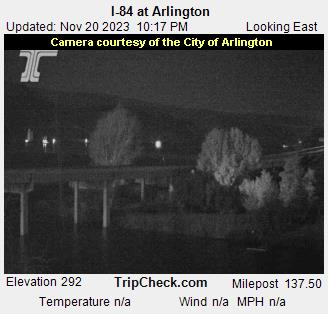 I-84 at Arlington
Updated: Nov 20 2023 10:17 PM Looking East
Camera courtesy of the City of Arlington
Elevation 292 TripCheck.com Milepost 137.50
Temperature n/a Wind n/a MPH n/a